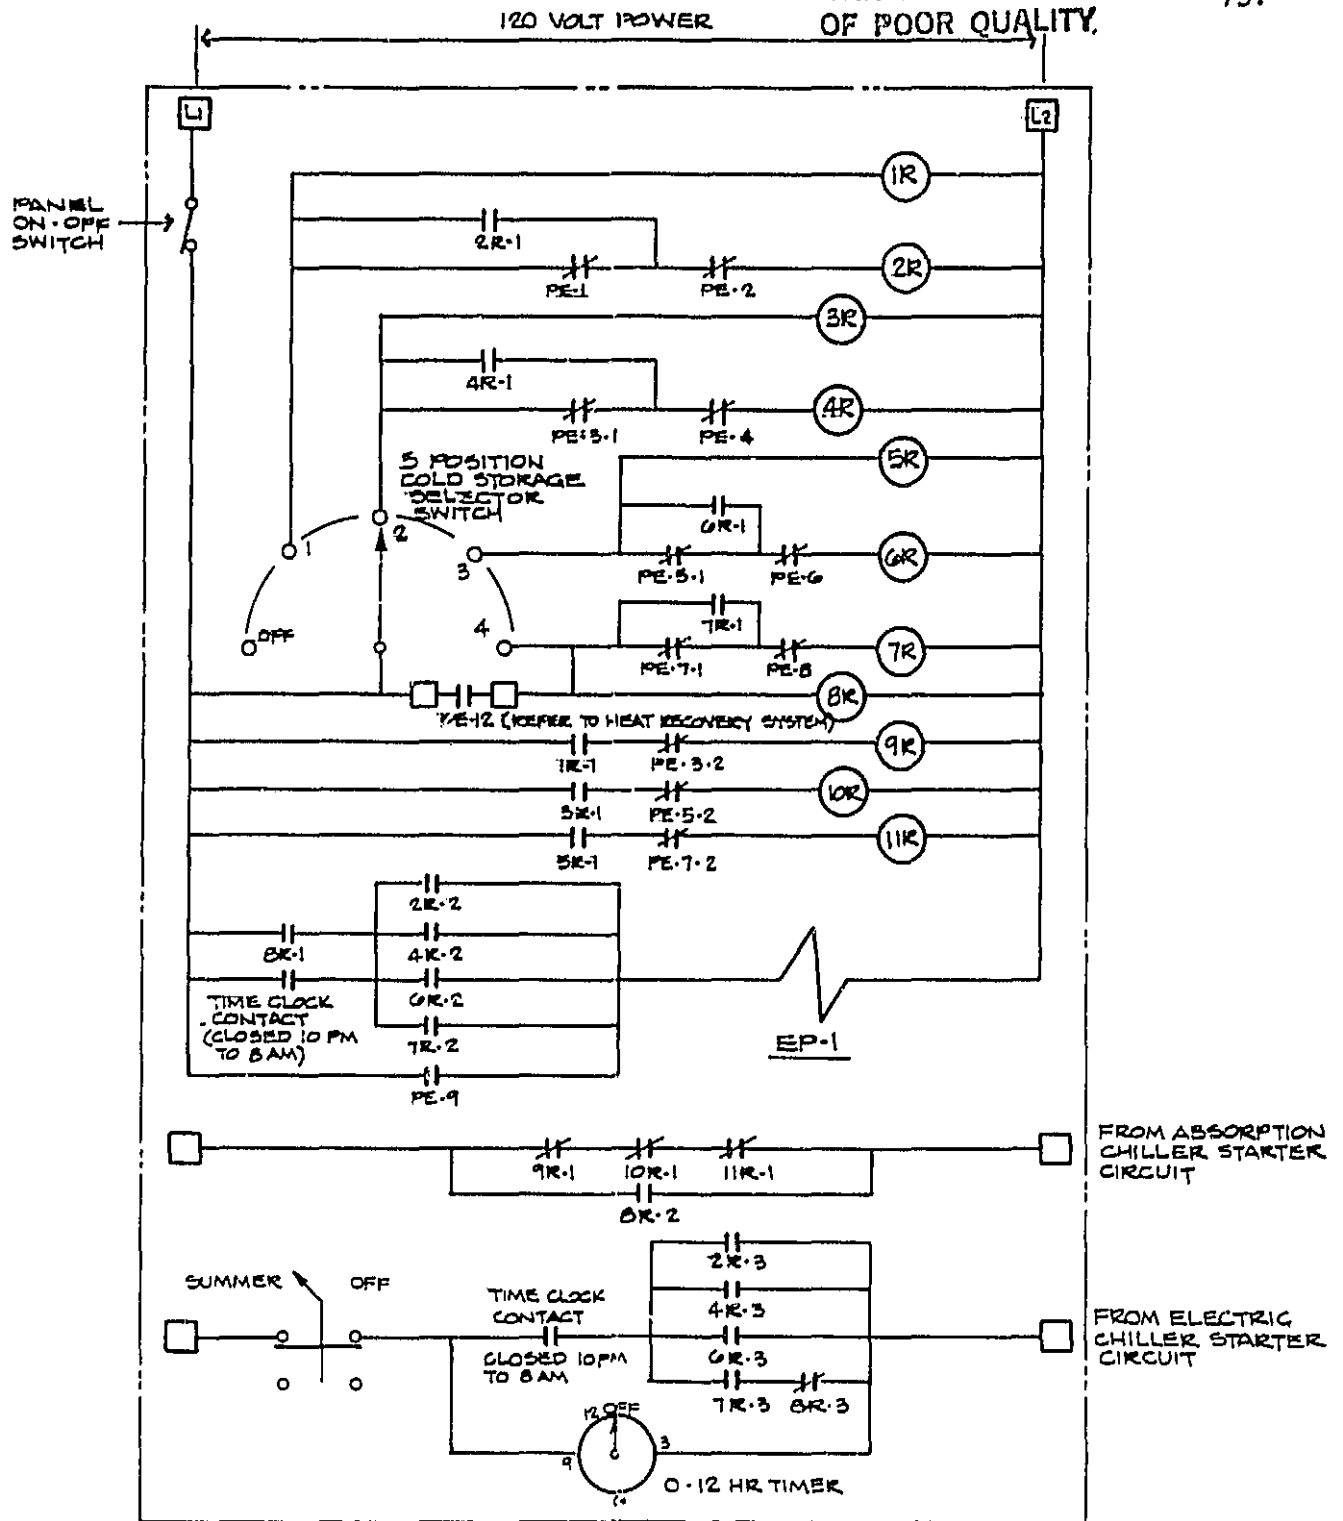 75.
120 VOLT POWER
OF POOR QUALITY
L1
L2
1R
PANEL
ON-OFF
SWITCH
2R-1
2R
PE-1
PE-2
3R
4R-1
4R
PE-3-1
PE-4
5 POSITION
COLD STORAGE
SELECTOR
SWITCH
5R
6R-1
6R
1
2
3
PE-5-1
PE-6
OFF
4
7R-1
7R
PE-7-1
PE-8
8R
PE-12 (REFER TO HEAT RECOVERY SYSTEM)
9R
1R-1
PE-3-2
10R
3R-1
PE-5-2
11R
5R-1
PE-7-2
2R-2
8R-1
4R-2
6R-2
TIME CLOCK
CONTACT
(CLOSED 10 PM
TO 8 AM)
7R-2
EP-1
PE-9
FROM ABSORPTION
CHILLER STARTER
CIRCUIT
9R-1
10R-1
11R-1
8R-2
2R-3
SUMMER
OFF
TIME CLOCK
CONTACT
4R-3
FROM ELECTRIC
CHILLER STARTER
CIRCUIT
CLOSED 10 PM
TO 8 AM
6R-3
7R-3
8R-3
12 OFF
3
9
6
0-12 HR TIMER